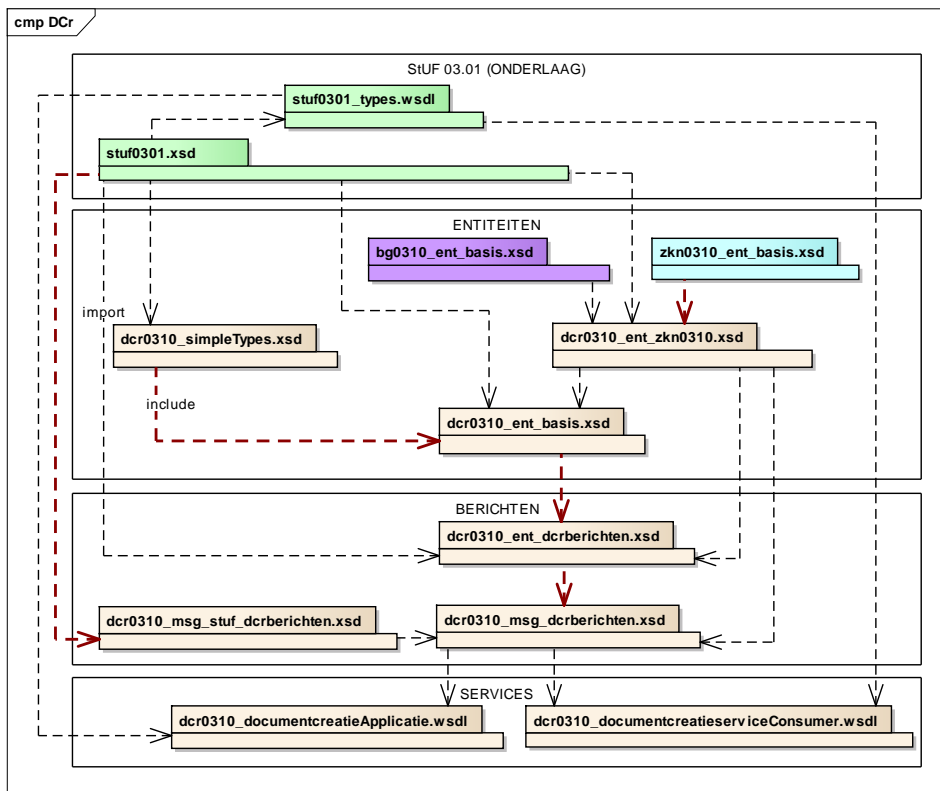 cmp DCr
StUF 03.01 (ONDERLAAG)
stuf0301_types.wsdl
stuf0301.xsd
ENTITEITEN
bg0310_ent_basis.xsd
zkn0310_ent_basis.xsd
import
dcr0310_simpleTypes.xsd
dcr0310_ent_zkn0310.xsd
include
dcr0310_ent_basis.xsd
BERICHTEN
dcr0310_ent_dcrberichten.xsd
dcr0310_msg_stuf_dcrberichten.xsd
dcr0310_msg_dcrberichten.xsd
SERVICES
dcr0310_documentcreatieApplicatie.wsdl
dcr0310_documentcreatieserviceConsumer.wsdl